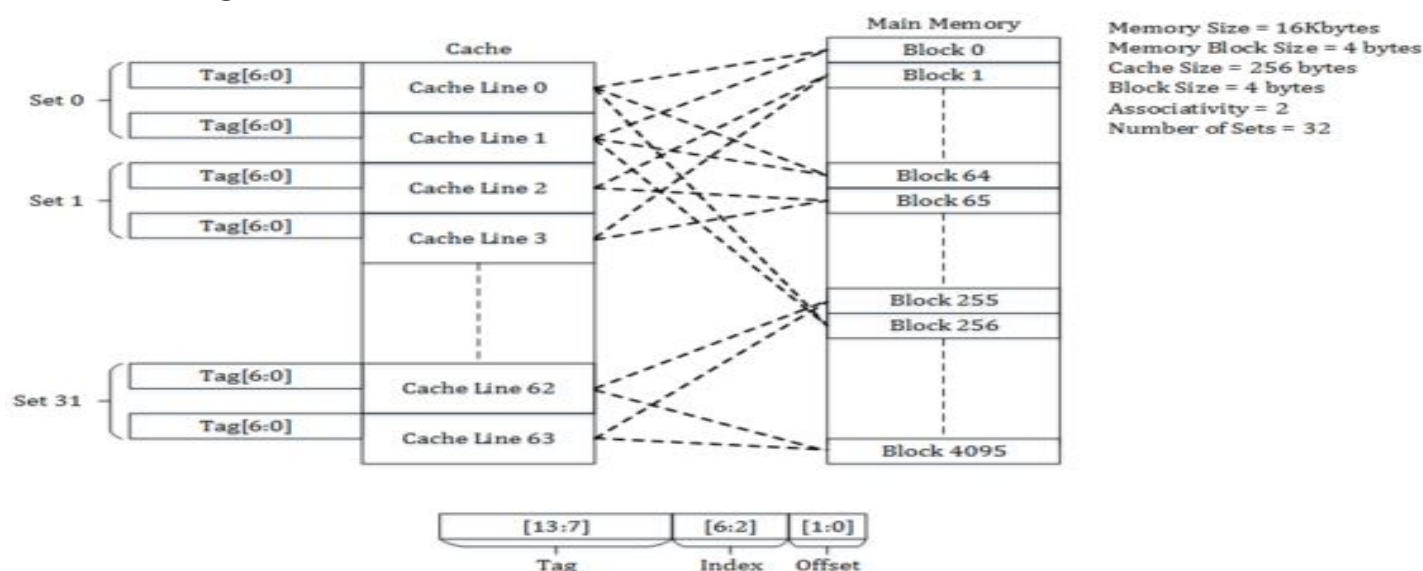 Main Memory
Memory Size = 16Kbytes
Memory Block Size = 4 bytes
Cache Size = 256 bytes
Block Size = 4 bytes
Associativity = 2
Number of Sets = 32
Cache
Block 0
Block 1
Block 64
Block 65
Block 255
Block 256
Block 4095
Set 0
Tag[6:0]
Cache Line 0
Tag[6:0]
Cache Line 1
Set 1
Tag[6:0]
Cache Line 2
Tag[6:0]
Cache Line 3
Set 31
Tag[6:0]
Cache Line 62
Tag[6:0]
Cache Line 63
[13:7] [6:2] [1:0]
Tag Index Offset